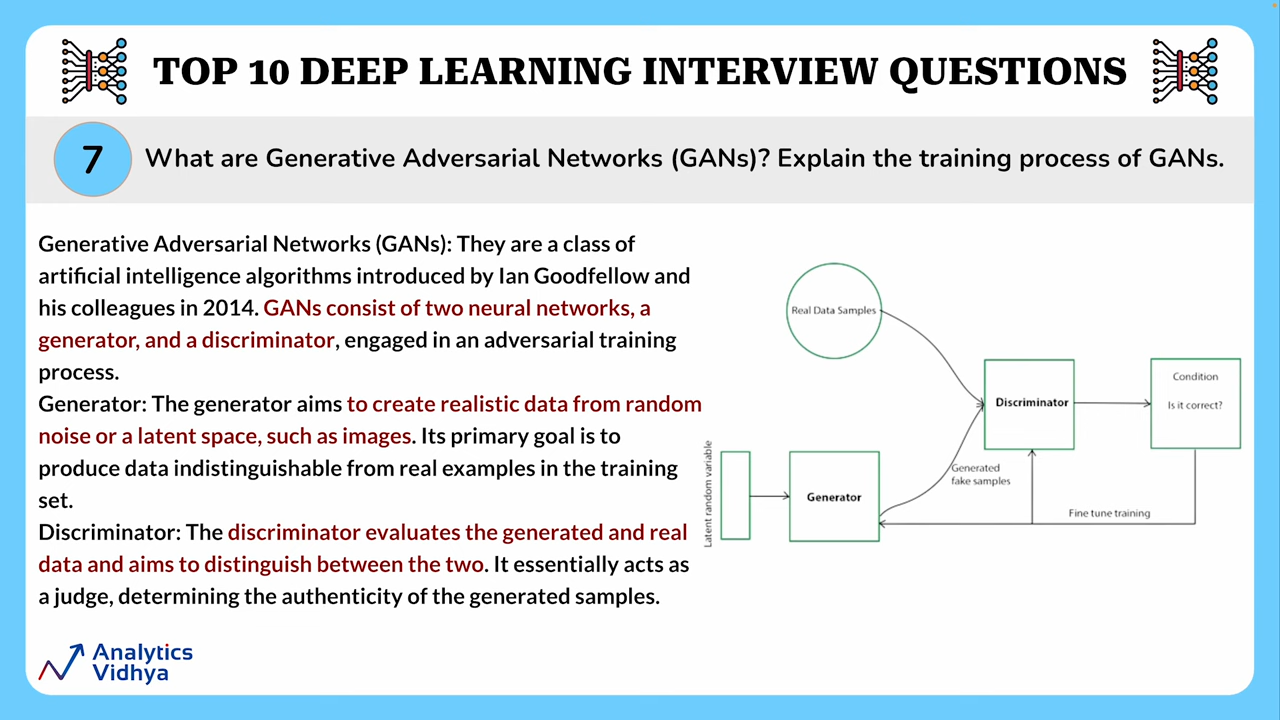 TOP 10 DEEP LEARNING INTERVIEW QUESTIONS
7
What are Generative Adversarial Networks (GANs)? Explain the training process of GANs.
Generative Adversarial Networks (GANs): They are a class of
artificial intelligence algorithms introduced by Ian Goodfellow and
his colleagues in 2014. GANs consist of two neural networks, a
generator, and a discriminator, engaged in an adversarial training
process.
Generator: The generator aims to create realistic data from random
noise or a latent space, such as images. Its primary goal is to
produce data indistinguishable from real examples in the training
set.
Discriminator: The discriminator evaluates the generated and real
data and aims to distinguish between the two. It essentially acts as
a judge, determining the authenticity of the generated samples.
Real Data Samples
Discriminator
Condition
Is it correct?
Latent random variable
Generator
Generated
fake samples
Fine tune training
Analytics
Vidhya